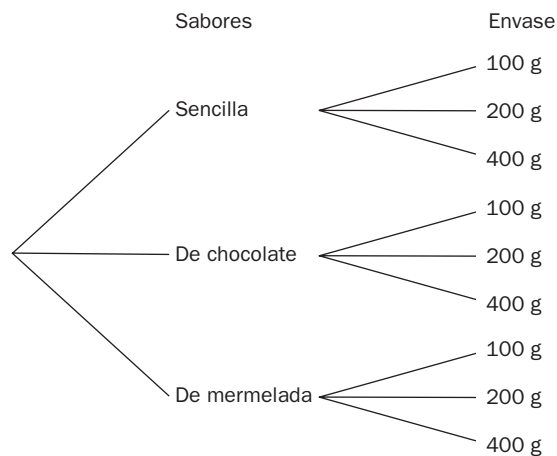 Sabores Envase
100 g
Sencilla 200 g
400 g
100 g
De chocolate 200 g
400 g
100 g
De mermelada 200 g
400 g